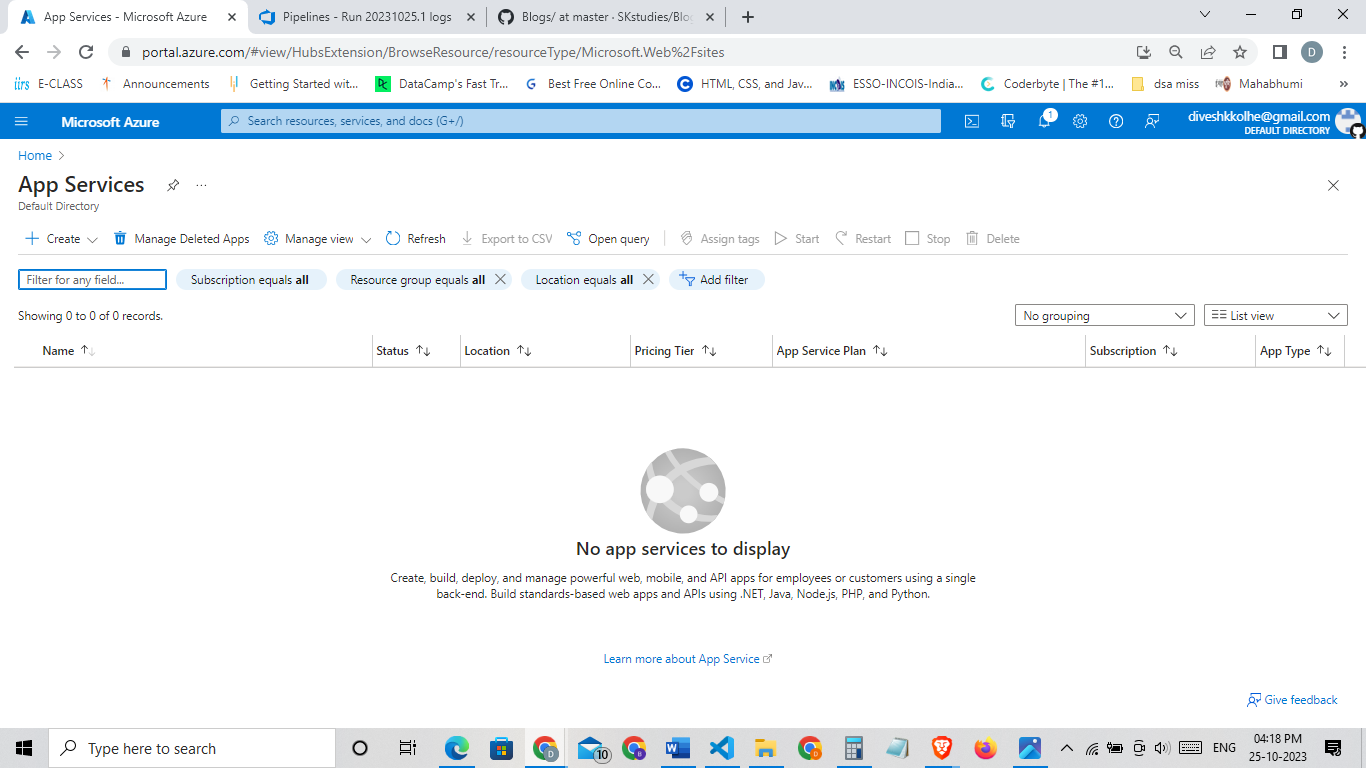 App Services - Microsoft Azure
Pipelines - Run 20231025.1 logs
Blogs/ at master · SKstudies/Blog
portal.azure.com/#view/HubsExtension/BrowseResource/resourceType/Microsoft.Web%2Fsites
D
iirs E-CLASS
Announcements
Getting Started wit...
DataCamp's Fast Tr...
Best Free Online Co...
HTML, CSS, and Jav...
ESSO-INCOIS-India...
Coderbyte | The #1...
dsa miss
Mahabhumi
»
Microsoft Azure
Search resources, services, and docs (G+/)
1
diveshkkolhe@gmail.com
DEFAULT DIRECTORY
Home
App Services
...
Default Directory
Create
Manage Deleted Apps
Manage view
Refresh
Export to CSV
Open query
Assign tags
Start
Restart
Stop
Delete
Filter for any field...
Subscription equals all
Resource group equals all
Location equals all
Add filter
Showing 0 to 0 of 0 records.
No grouping
List view
Name
Status
Location
Pricing Tier
App Service Plan
Subscription
App Type
No app services to display
Create, build, deploy, and manage powerful web, mobile, and API apps for employees or customers using a single
back-end. Build standards-based web apps and APIs using .NET, Java, Node.js, PHP, and Python.
Learn more about App Service
Give feedback
Type here to search
10
ENG
04:18 PM
25-10-2023